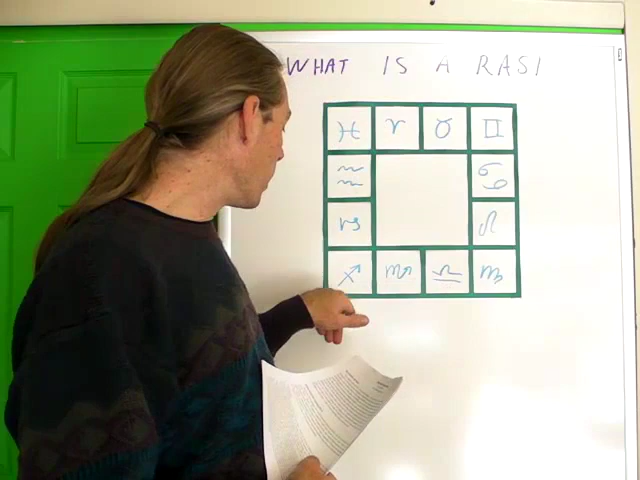 WHAT IS A RASI
♓ ♈ ♉ ♊
♒ ♋
♑ ♌
♐ ♏ ♎ ♍